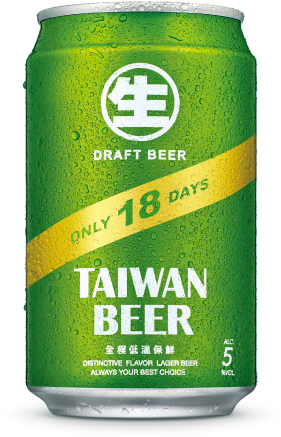 生
DRAFT BEER
ONLY 18 DAYS
TAIWAN
BEER
全程低溫保鮮
DISTINCTIVE FLAVOR LAGER BEER
ALWAYS YOUR BEST CHOICE
ALC.
5
%VOL